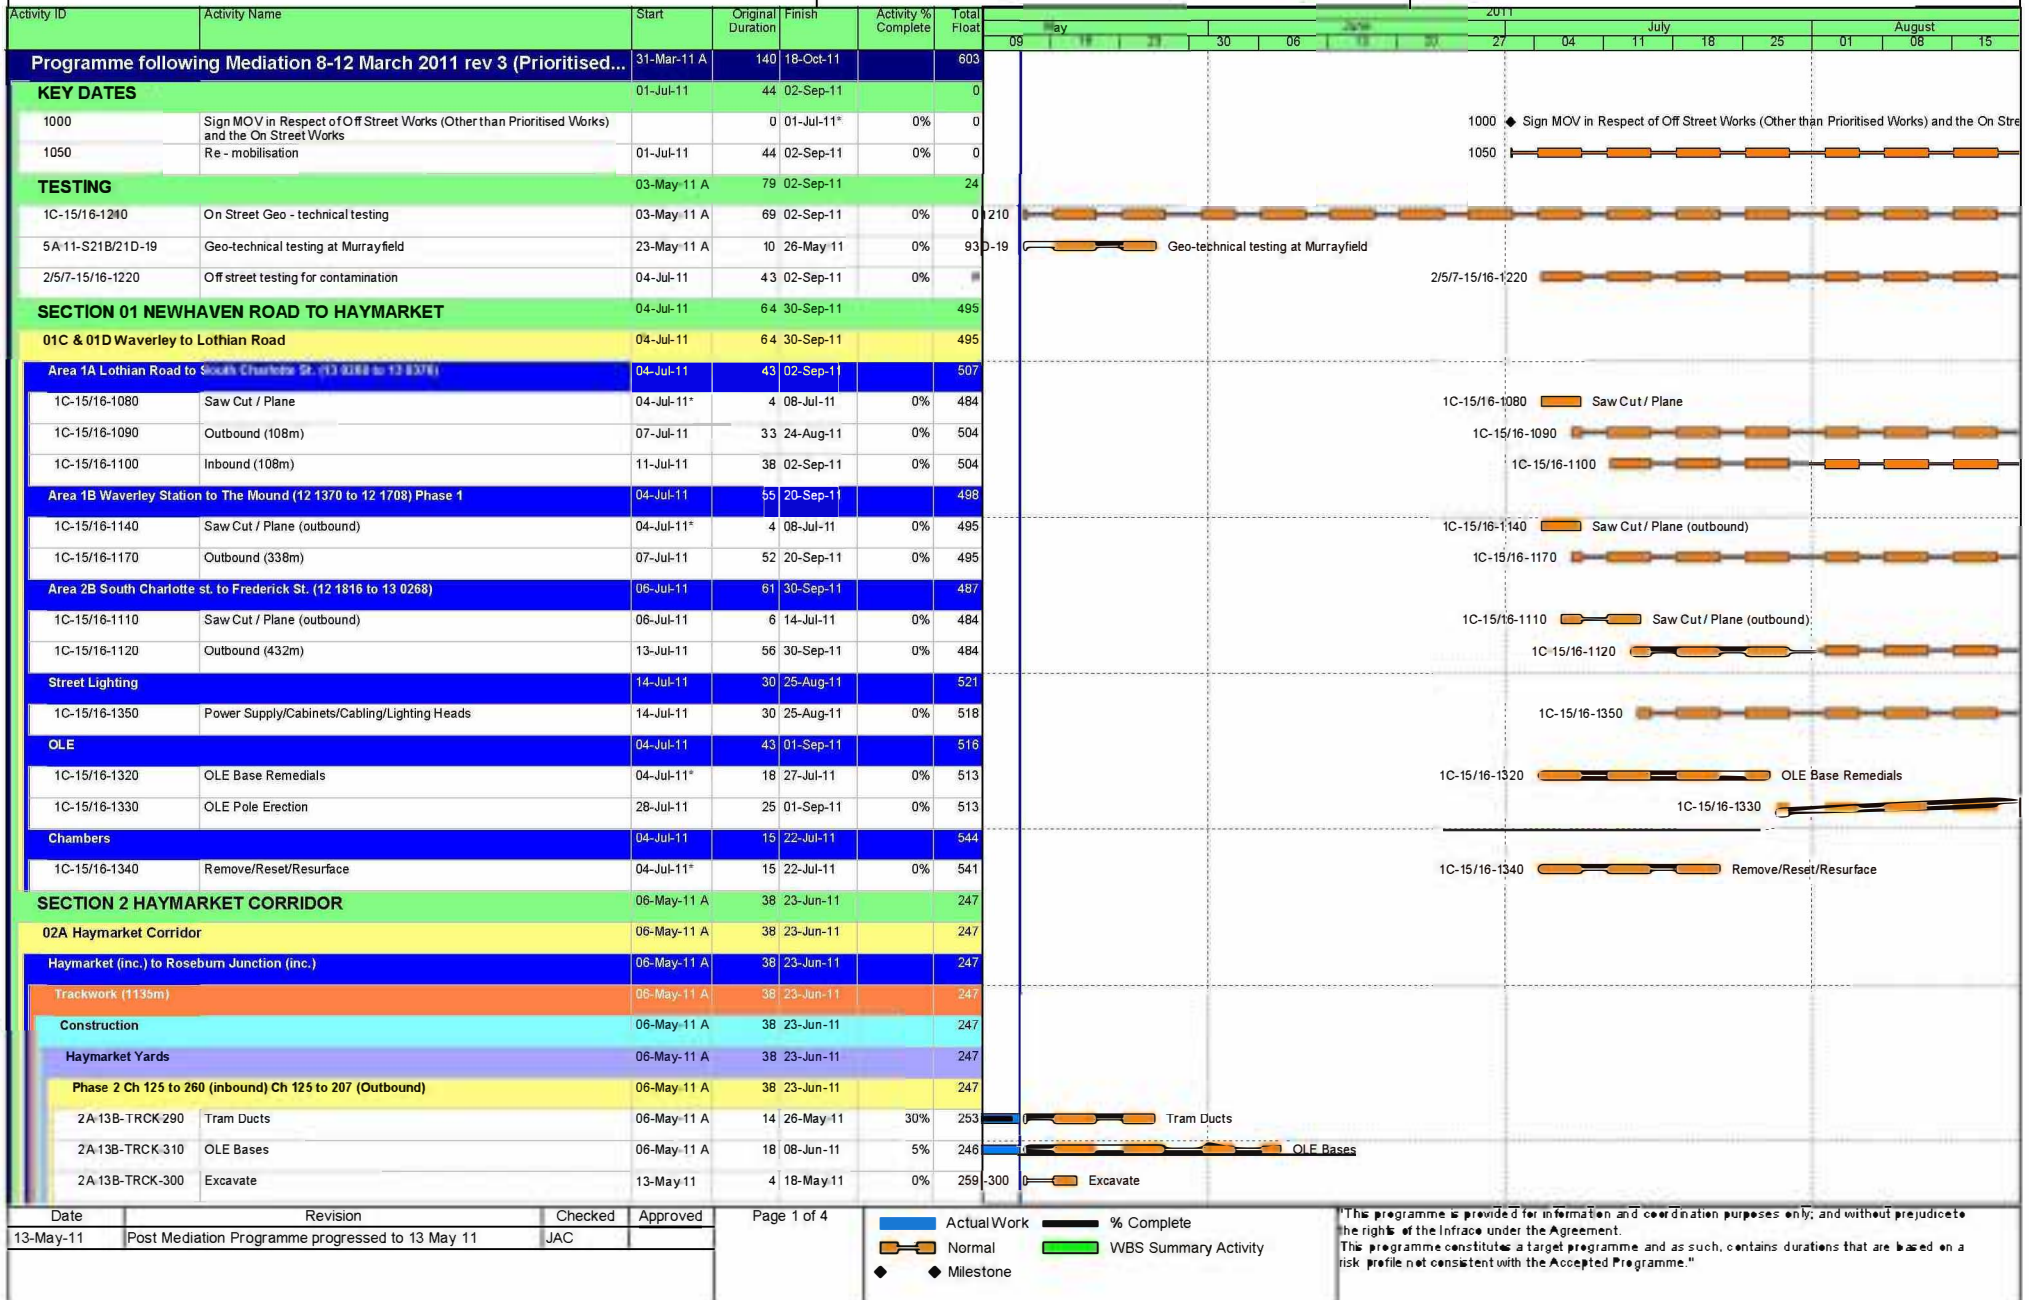 Activity ID Activity Name Start Original Duration Finish Activity % Complete Total Float 2011
May July August
09 23 30 06 27 04 11 18 25 01 08 15
Programme following Mediation 8-12 March 2011 rev 3 (Prioritised... 31-Mar-11 A 140 18-Oct-11 603
KEY DATES 01-Jul-11 44 02-Sep-11 0
1000 Sign MOV in Respect of Off Street Works (Other than Prioritised Works) and the On Street Works 0 01-Jul-11* 0% 0 1000 Sign MOV in Respect of Off Street Works (Other than Prioritised Works) and the On Stre
1050 Re - mobilisation 01-Jul-11 44 02-Sep-11 0% 0 1050
TESTING 03-May-11 A 79 02-Sep-11 24
1C-15/16-1210 On Street Geo - technical testing 03-May-11 A 69 02-Sep-11 0% 0 1210
5A 11-S21B/21D-19 Geo-technical testing at Murrayfield 23-May-11 A 10 26-May-11 0% 93 D-19 Geo-technical testing at Murrayfield
2/5/7-15/16-1220 Off street testing for contamination 04-Jul-11 43 02-Sep-11 0% 2/5/7-15/16-1220
SECTION 01 NEWHAVEN ROAD TO HAYMARKET 04-Jul-11 64 30-Sep-11 495
01C & 01D Waverley to Lothian Road 04-Jul-11 64 30-Sep-11 495
Area 1A Lothian Road to South Charlotte St. 04-Jul-11 43 02-Sep-11 507
1C-15/16-1080 Saw Cut / Plane 04-Jul-11* 4 08-Jul-11 0% 484 1C-15/16-1080 Saw Cut / Plane
1C-15/16-1090 Outbound (108m) 07-Jul-11 33 24-Aug-11 0% 504 1C-15/16-1090
1C-15/16-1100 Inbound (108m) 11-Jul-11 38 02-Sep-11 0% 504 1C-15/16-1100
Area 1B Waverley Station to The Mound (12 1370 to 12 1708) Phase 1 04-Jul-11 55 20-Sep-11 498
1C-15/16-1140 Saw Cut / Plane (outbound) 04-Jul-11* 4 08-Jul-11 0% 495 1C-15/16-1140 Saw Cut / Plane (outbound)
1C-15/16-1170 Outbound (338m) 07-Jul-11 52 20-Sep-11 0% 495 1C-15/16-1170
Area 2B South Charlotte st. to Frederick St. (12 1816 to 13 0268) 06-Jul-11 61 30-Sep-11 487
1C-15/16-1110 Saw Cut / Plane (outbound) 06-Jul-11 6 14-Jul-11 0% 484 1C-15/16-1110 Saw Cut / Plane (outbound)
1C-15/16-1120 Outbound (432m) 13-Jul-11 56 30-Sep-11 0% 484 1C-15/16-1120
Street Lighting 14-Jul-11 30 25-Aug-11 521
1C-15/16-1350 Power Supply/Cabinets/Cabling/Lighting Heads 14-Jul-11 30 25-Aug-11 0% 518 1C-15/16-1350
OLE 04-Jul-11 43 01-Sep-11 516
1C-15/16-1320 OLE Base Remedials 04-Jul-11* 18 27-Jul-11 0% 513 1C-15/16-1320 OLE Base Remedials
1C-15/16-1330 OLE Pole Erection 28-Jul-11 25 01-Sep-11 0% 513 1C-15/16-1330
Chambers 04-Jul-11 15 22-Jul-11 544
1C-15/16-1340 Remove/Reset/Resurface 04-Jul-11* 15 22-Jul-11 0% 541 1C-15/16-1340 Remove/Reset/Resurface
SECTION 2 HAYMARKET CORRIDOR 06-May-11 A 38 23-Jun-11 247
02A Haymarket Corridor 06-May-11 A 38 23-Jun-11 247
Haymarket (inc.) to Roseburn Junction (inc.) 06-May-11 A 38 23-Jun-11 247
Trackwork (1135m) 06-May-11 A 38 23-Jun-11 247
Construction 06-May-11 A 38 23-Jun-11 247
Haymarket Yards 06-May-11 A 38 23-Jun-11 247
Phase 2 Ch 125 to 260 (inbound) Ch 125 to 207 (Outbound) 06-May-11 A 38 23-Jun-11 247
2A-13B-TRCK-290 Tram Ducts 06-May-11 A 14 26-May-11 30% 253 Tram Ducts
2A-13B-TRCK-310 OLE Bases 06-May-11 A 18 08-Jun-11 5% 246 OLE Bases
2A-13B-TRCK-300 Excavate 13-May-11 4 18-May-11 0% 259 -300 Excavate
Date Revision Checked Approved
13-May-11 Post Mediation Programme progressed to 13 May 11 JAC
Page 1 of 4
Actual Work % Complete
Normal WBS Summary Activity
Milestone
"This programme is provided for information and coordination purposes only; and without prejudice to
the rights of the Infraco under the Agreement.
This programme constitutes a target programme and as such, contains durations that are based on a
risk profile not consistent with the Accepted Programme."